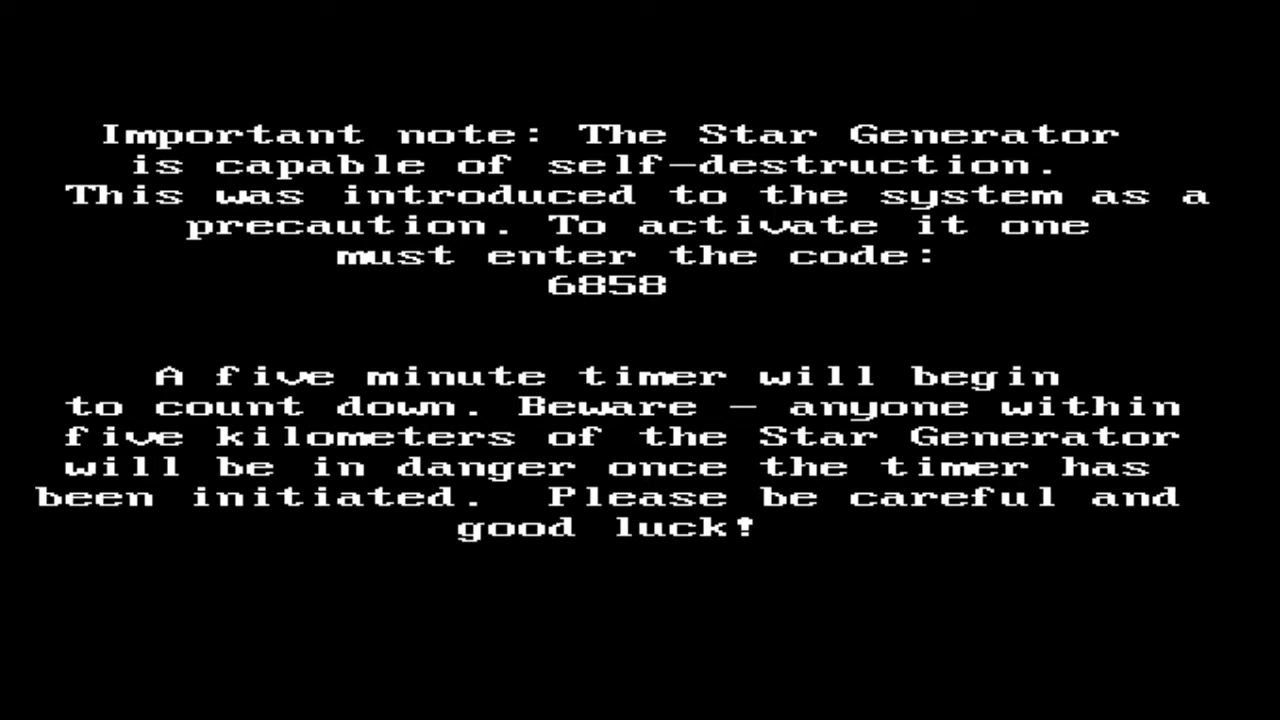 Important note: The Star Generator
is capable of self-destruction.
This was introduced to the system as a
precaution. To activate it one
must enter the code:
6858
A five minute timer will begin
to count down. Beware - anyone within
five kilometers of the Star Generator
will be in danger once the timer has
been initiated.  Please be careful and
good luck!